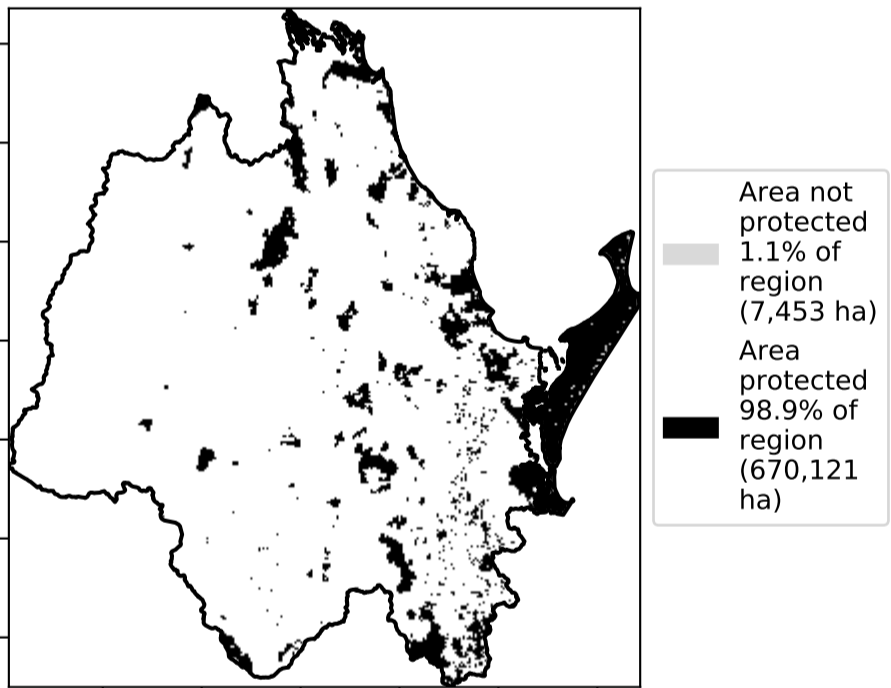 Area not
protected
1.1% of
region
(7,453 ha)
Area
protected
98.9% of
region
(670,121
ha)